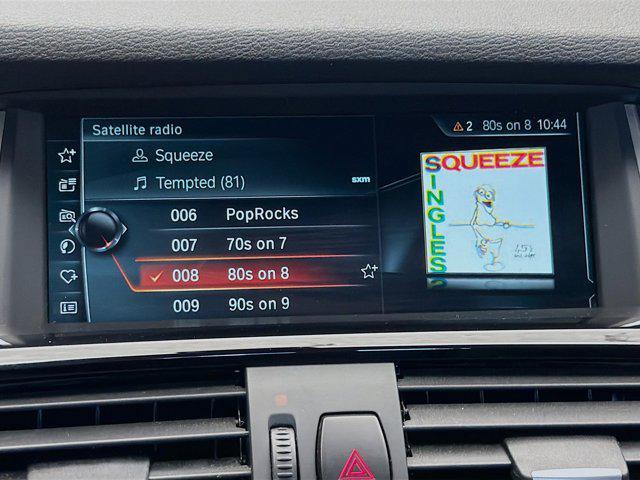 Satellite radio
2 80s on 8 10:44
Squeeze
Tempted (81)
sxm
006 PopRocks
007 70s on 7
008 80s on 8
009 90s on 9
SQUEEZE
SINGLES
45's